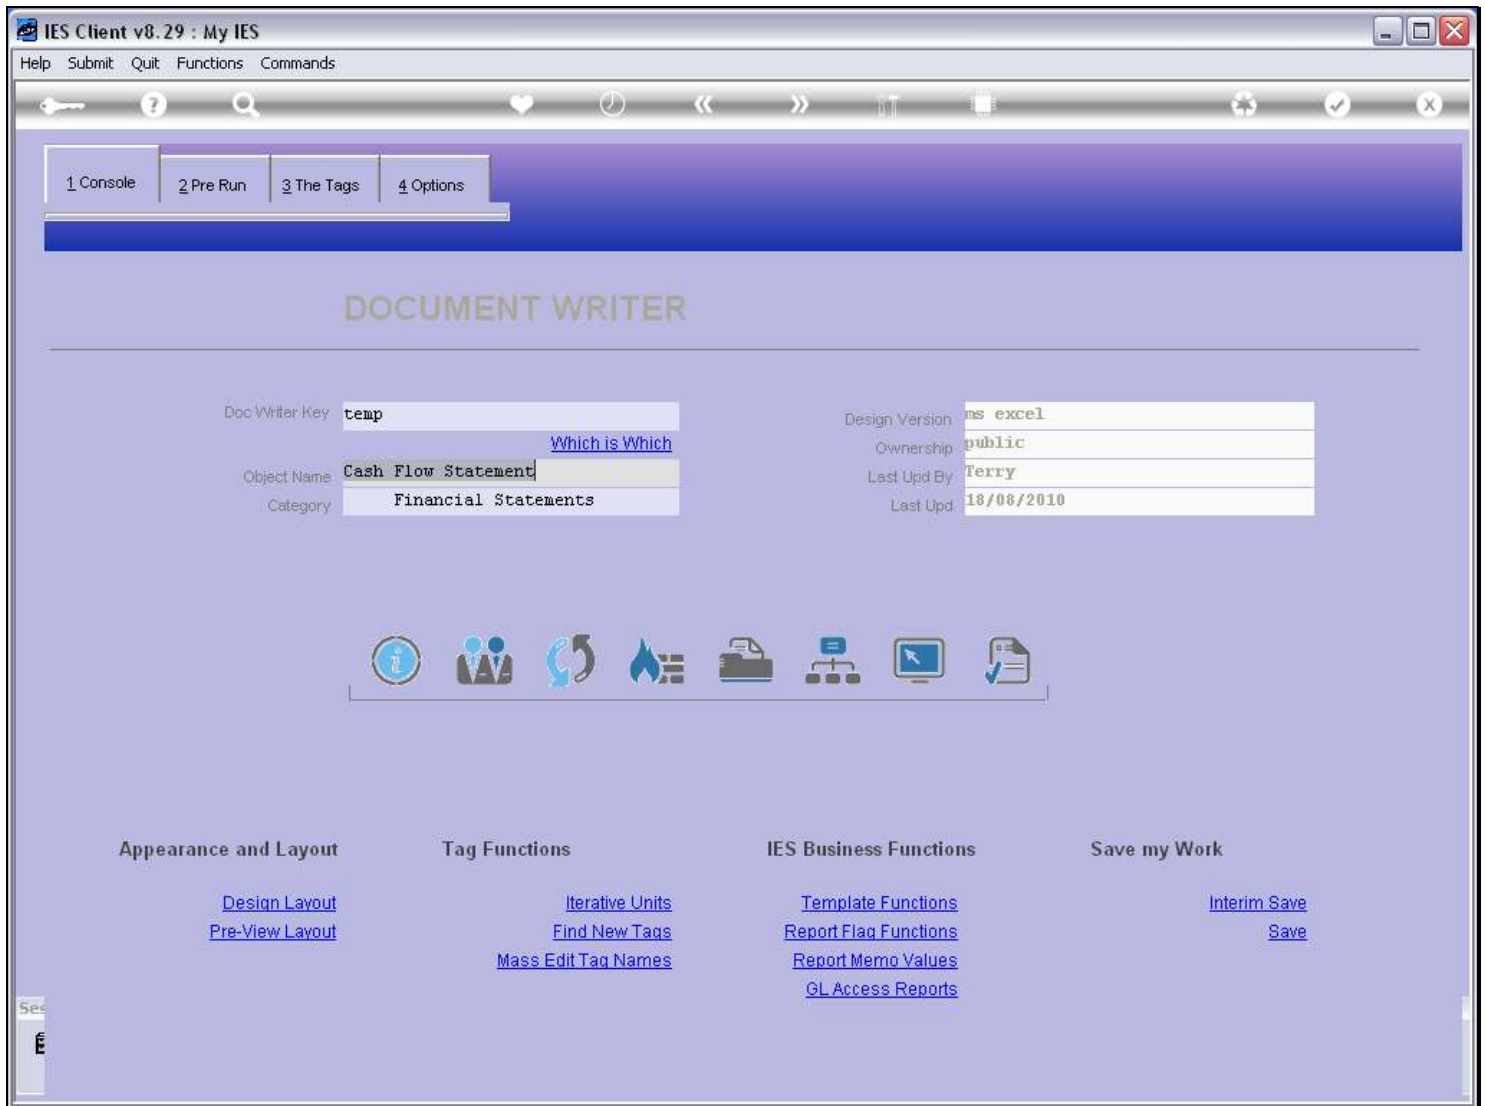 IES Client v8.29 : My IES
Help Submit Quit Functions Commands
1 Console 2 Pre Run 3 The Tags 4 Options
DOCUMENT WRITER
Doc Writer Key temp
Which is Which
Object Name Cash Flow Statement
Category Financial Statements
Design Version ms excel
Ownership public
Last Upd By Terry
Last Upd 18/08/2010
Appearance and Layout
Design Layout
Pre-View Layout
Tag Functions
Iterative Units
Find New Tags
Mass Edit Tag Names
IES Business Functions
Template Functions
Report Flag Functions
Report Memo Values
GL Access Reports
Save my Work
Interim Save
Save